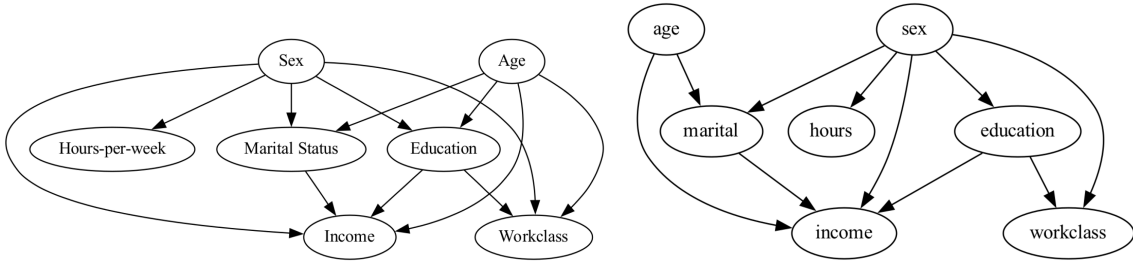 Sex
Age
Hours-per-week
Marital Status
Education
Income
Workclass
age
sex
marital
hours
education
income
workclass